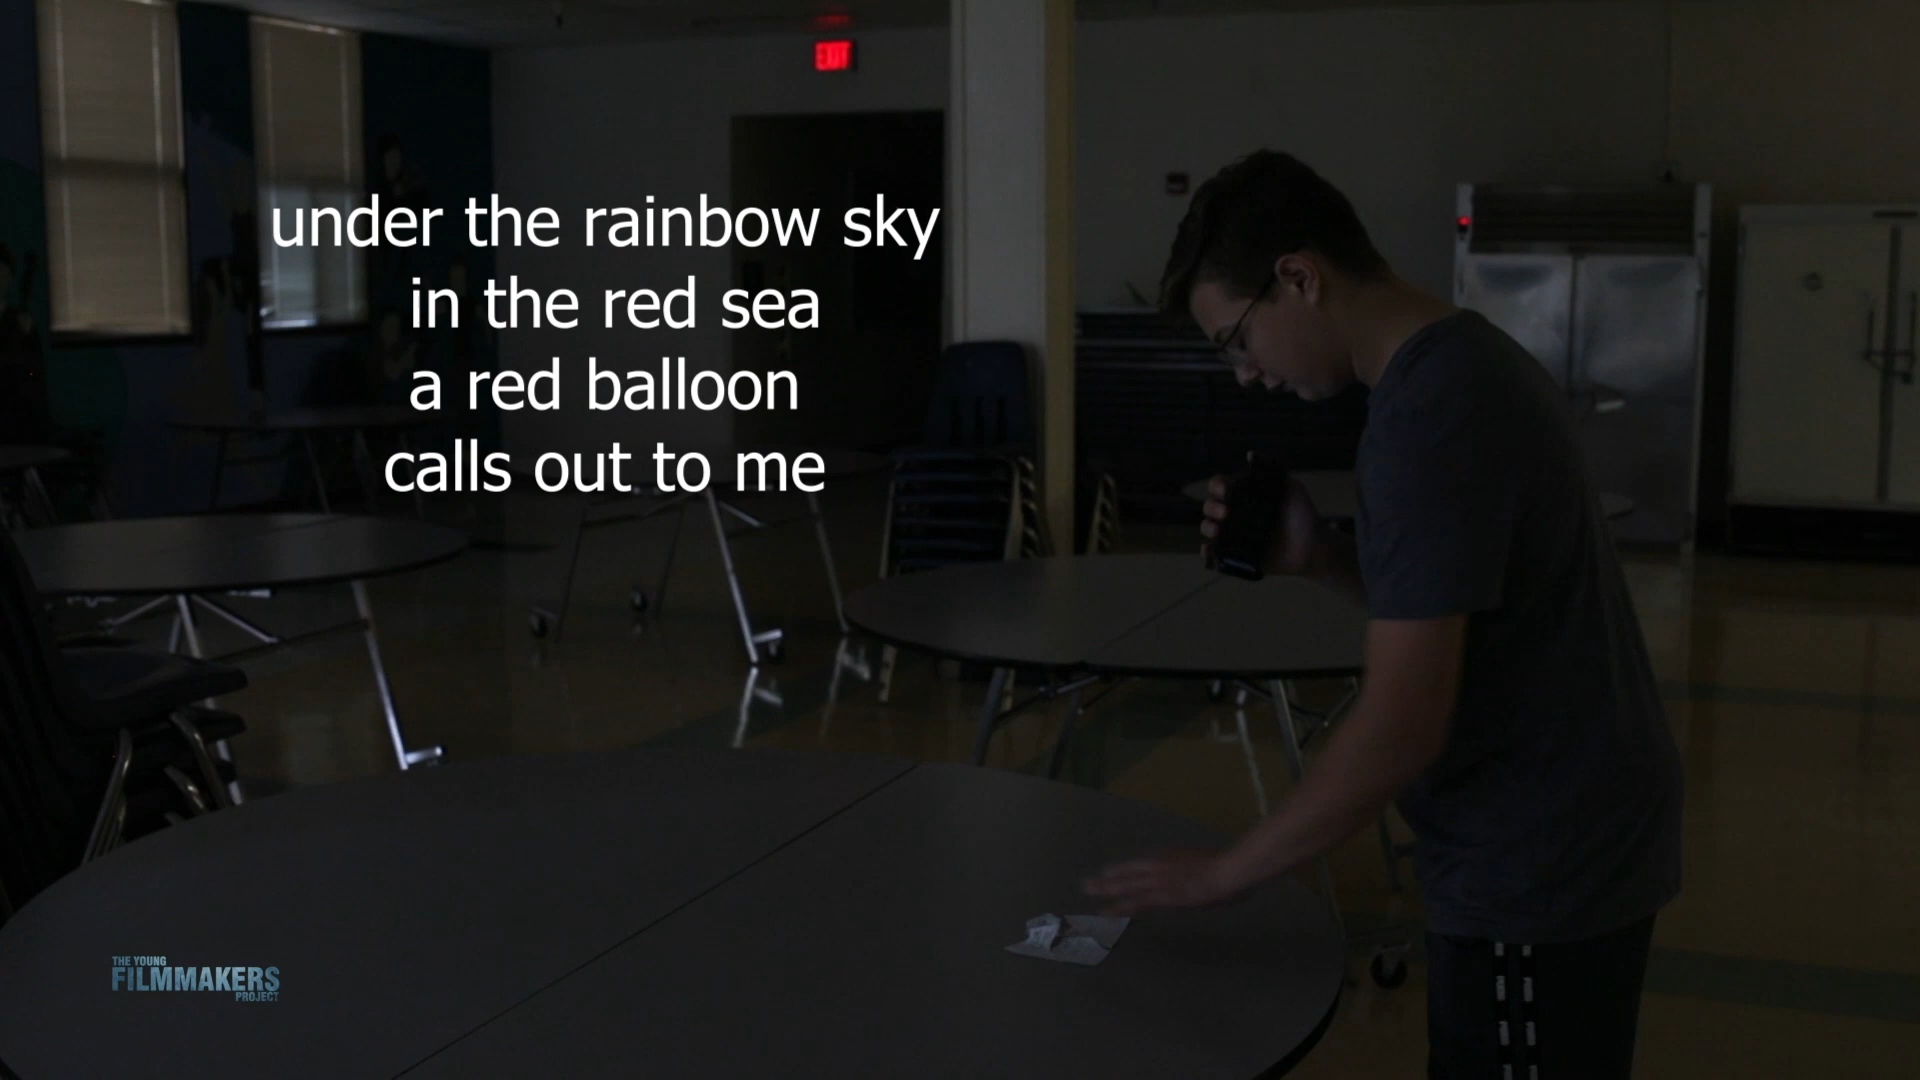 EXIT
under the rainbow sky
in the red sea
a red balloon
calls out to me
THE YOUNG
FILMMAKERS
PROJECT